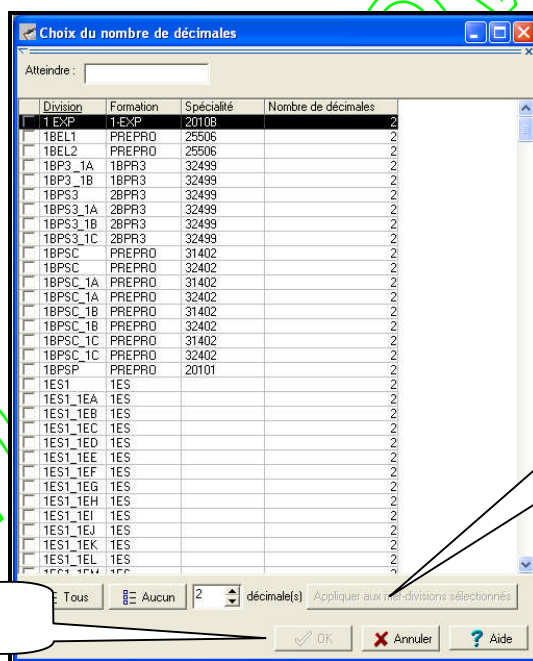 Choix du nombre de décimales
Atteindre :
Division Formation Spécialité Nombre de décimales
1 EXP 1-EXP 2010B 2
1BEL1 PREPRO 25506 2
1BEL2 PREPRO 25506 2
1BP3_1A 1BPR3 32499 2
1BP3_1B 1BPR3 32499 2
1BPS3 2BPR3 32499 2
1BPS3_1A 2BPR3 32499 2
1BPS3_1B 2BPR3 32499 2
1BPS3_1C 2BPR3 32499 2
1BPSC PREPRO 31402 2
1BPSC PREPRO 32402 2
1BPSC_1A PREPRO 31402 2
1BPSC_1A PREPRO 32402 2
1BPSC_1B PREPRO 31402 2
1BPSC_1B PREPRO 32402 2
1BPSC_1C PREPRO 31402 2
1BPSC_1C PREPRO 32402 2
1BPSP PREPRO 20101 2
1ES1 1ES 2
1ES1_1EA 1ES 2
1ES1_1EB 1ES 2
1ES1_1EC 1ES 2
1ES1_1ED 1ES 2
1ES1_1EE 1ES 2
1ES1_1EF 1ES 2
1ES1_1EG 1ES 2
1ES1_1EH 1ES 2
1ES1_1EI 1ES 2
1ES1_1EJ 1ES 2
1ES1_1EK 1ES 2
1ES1_1EL 1ES 2
1ES1_1EM 1ES 2
Tous Aucun 2 décimale(s) Appliquer aux mef-divisions sélectionnés
OK Annuler ? Aide